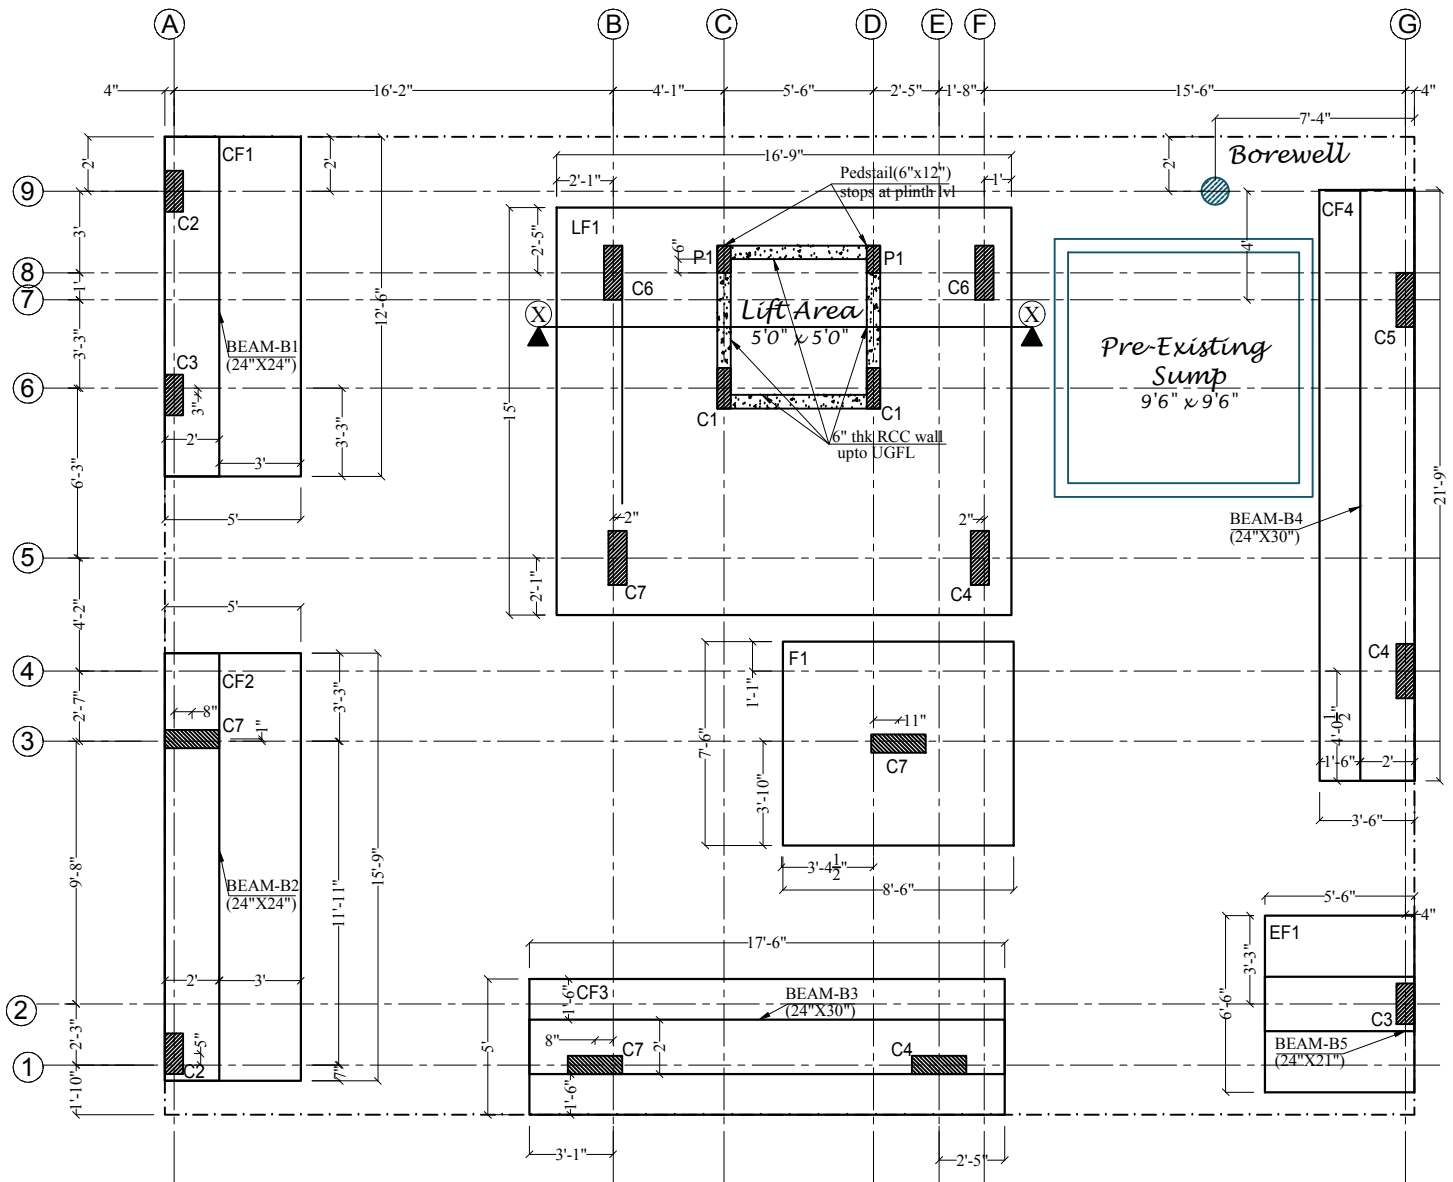 A
B
C
D
E
F
G
4"
16'-2"
4'-1"
5'-6"
2'-5"
1'-8"
15'-6"
4"
7'-4"
2'
CF1
2'
12'-6"
16'-9"
2'-1"
Pedstail(6"x12")
stops at plinth lvl
1'
2'
Borewell
9
C2
3'
LF1
2'-5"
6"
P1
P1
4'
CF4
8
1'
7
C6
C6
C5
X
Lift Area
5'0" x 5'0"
X
3'-3"
BEAM-B1
(24"X24")
C3
Pre-Existing
Sump
9'6" x 9'6"
6
3"
2'
3'
3'-3"
15'
C1
C1
6" thk RCC wall
upto UGFL
6'-3"
5'
2"
2"
BEAM-B4
(24"X30")
21'-9"
5
2'-1"
C7
C4
4'-2"
5'
F1
1'-1"
C4
4
CF2
3'-3"
2'-7"
8"
C7
1"
3
7'-6"
11"
C7
3'-10"
4'-0 1/2"
1'-6"
2'
3'-6"
9'-8"
BEAM-B2
(24"X24")
11'-11"
15'-9"
3'-4 1/2"
8'-6"
5'-6"
4"
17'-6"
EF1
3'-3"
6'-6"
2'
3'
CF3
1'-6"
BEAM-B3
(24"X30")
2
C3
2'-3"
5"
C2
7"
5'
8"
C7
2'
C4
BEAM-B5
(24"X21")
1
1'-10"
1'-6"
3'-1"
2'-5"